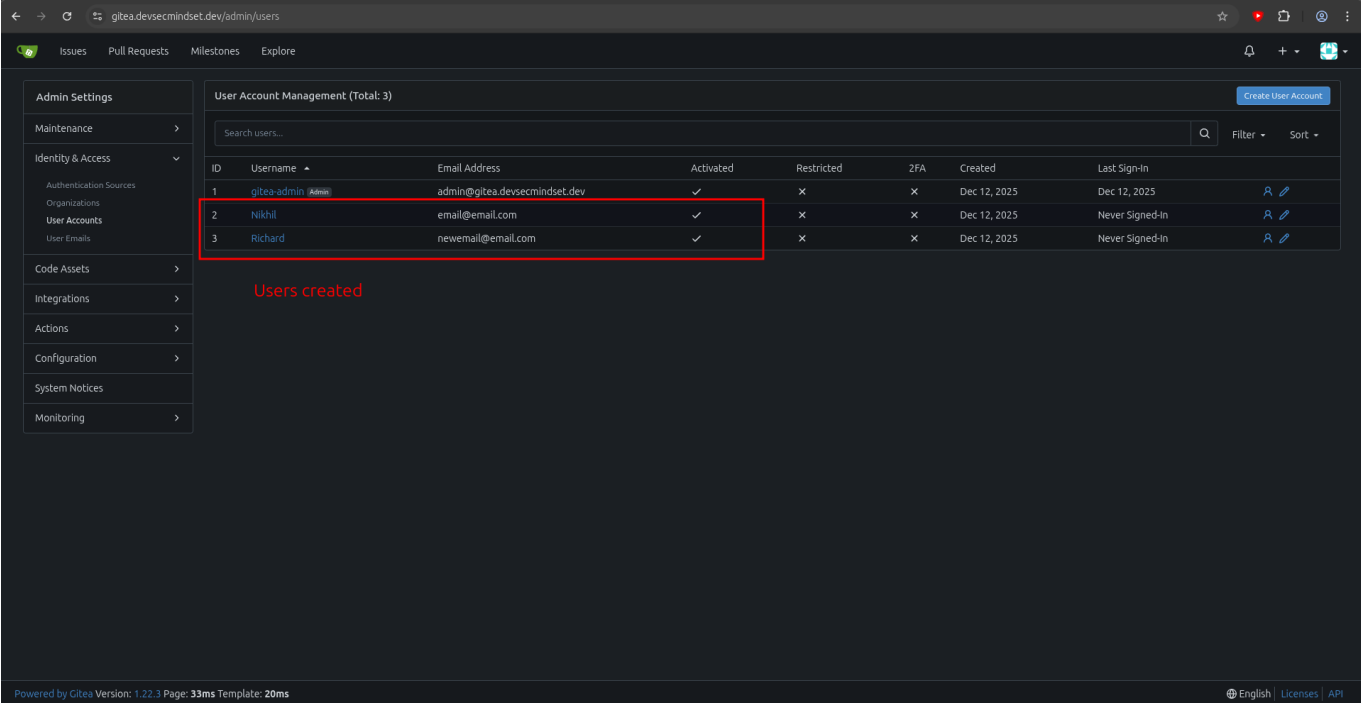 gitea.devsecmindset.dev/admin/users
Issues Pull Requests Milestones Explore
Admin Settings
Maintenance
Identity & Access
Authentication Sources
Organizations
User Accounts
User Emails
Code Assets
Integrations
Actions
Configuration
System Notices
Monitoring
User Account Management (Total: 3) Create User Account
Search users... Filter Sort
ID Username Email Address Activated Restricted 2FA Created Last Sign-In
1 gitea-admin Admin admin@gitea.devsecmindset.dev Dec 12, 2025 Dec 12, 2025
2 Nikhil email@email.com Dec 12, 2025 Never Signed-In
3 Richard newemail@email.com Dec 12, 2025 Never Signed-In
Users created
Powered by Gitea Version: 1.22.3 Page: 33ms Template: 20ms English Licenses API